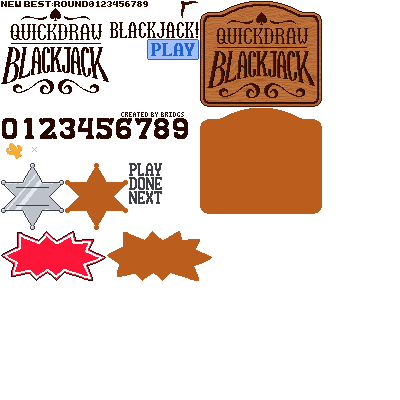 NEW BEST:ROUND0123456789
QUICKDRAW
BLACKJACK
BLACKJACK!
PLAY
QUICKDRAW
BLACKJACK
CREATED BY BRIDGS
0123456789
PLAY
DONE
NEXT